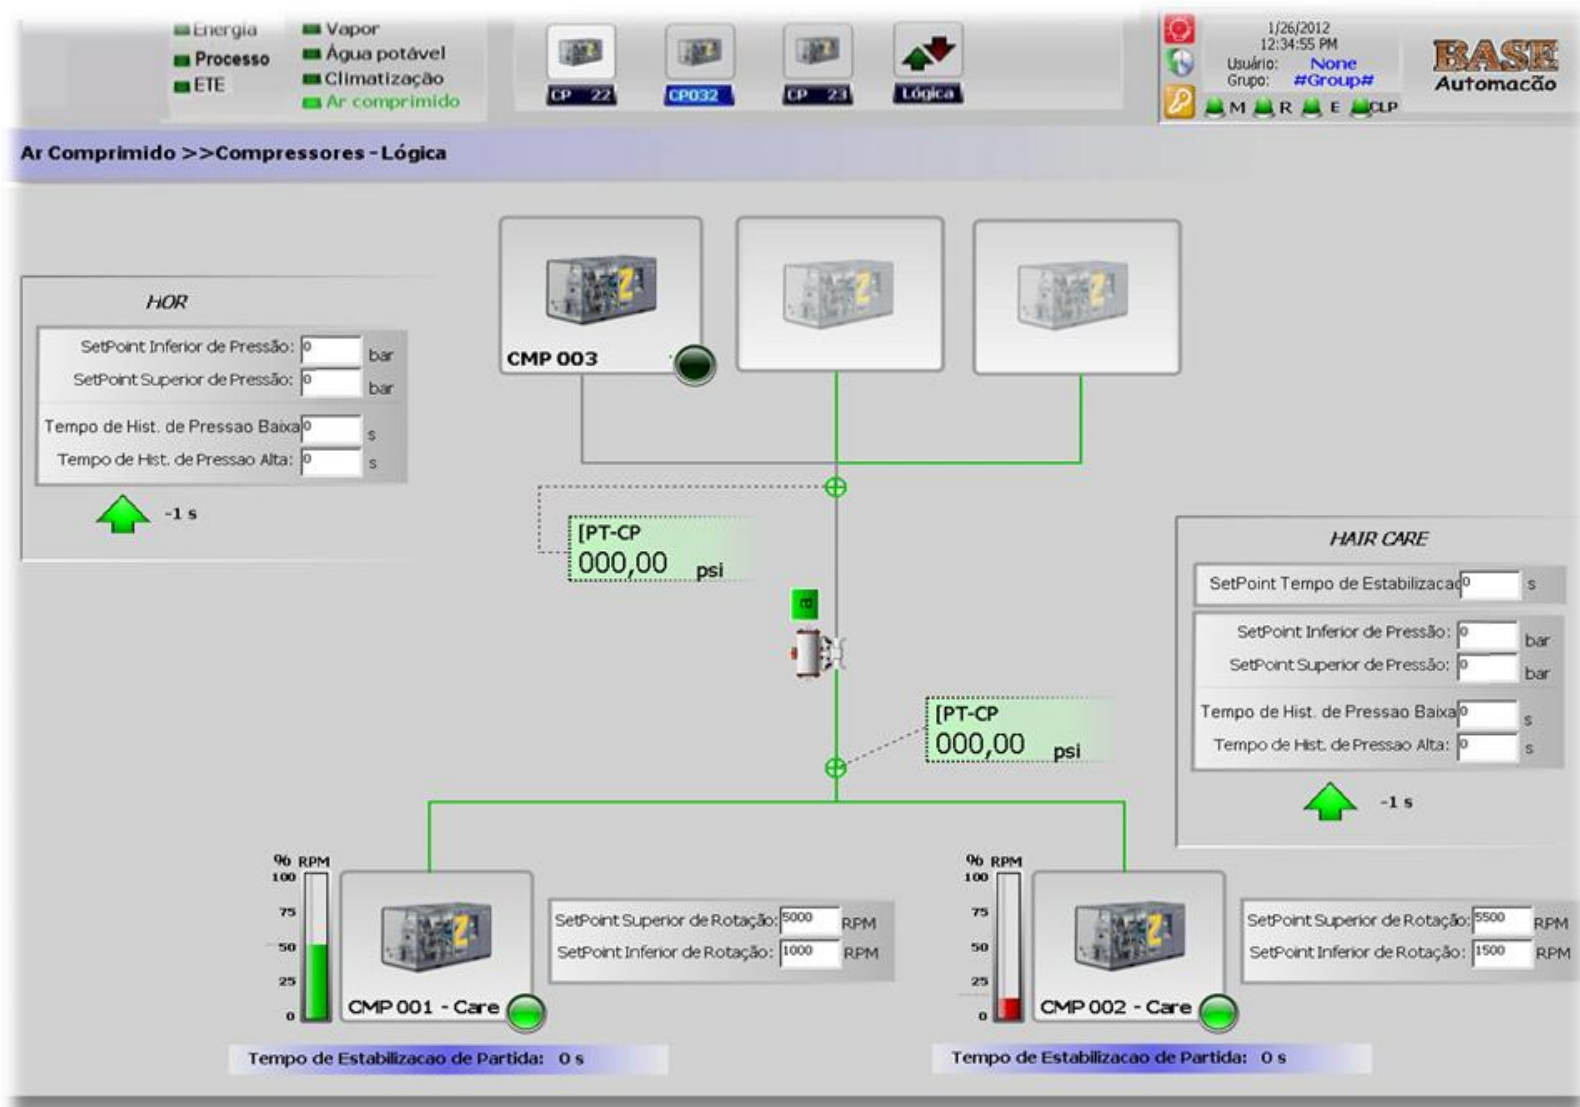 Energia
Vapor
Processo
Água potável
ETE
Climatização
Ar comprimido
CP 22
CP032
CP 23
Lógica
1/26/2012
12:34:55 PM
Usuário: None
Grupo: #Group#
M R E CLP
BASE
Automação
Ar Comprimido >>Compressores - Lógica
HOR
SetPoint Inferior de Pressão: 0 bar
SetPoint Superior de Pressão: 0 bar
Tempo de Hist. de Pressao Baixa 0 s
Tempo de Hist. de Pressao Alta: 0 s
-1 s
CMP 003
[PT-CP
000,00 psi
a
[PT-CP
000,00 psi
HAIR CARE
SetPoint Tempo de Estabilizacao 0 s
SetPoint Inferior de Pressão: 0 bar
SetPoint Superior de Pressão: 0 bar
Tempo de Hist. de Pressao Baixa 0 s
Tempo de Hist. de Pressao Alta: 0 s
-1 s
% RPM
100
75
50
25
0
CMP 001 - Care
SetPoint Superior de Rotação: 5000 RPM
SetPoint Inferior de Rotação: 1000 RPM
Tempo de Estabilizacao de Partida: 0 s
% RPM
100
75
50
25
0
CMP 002 - Care
SetPoint Superior de Rotação: 5500 RPM
SetPoint Inferior de Rotação: 1500 RPM
Tempo de Estabilizacao de Partida: 0 s